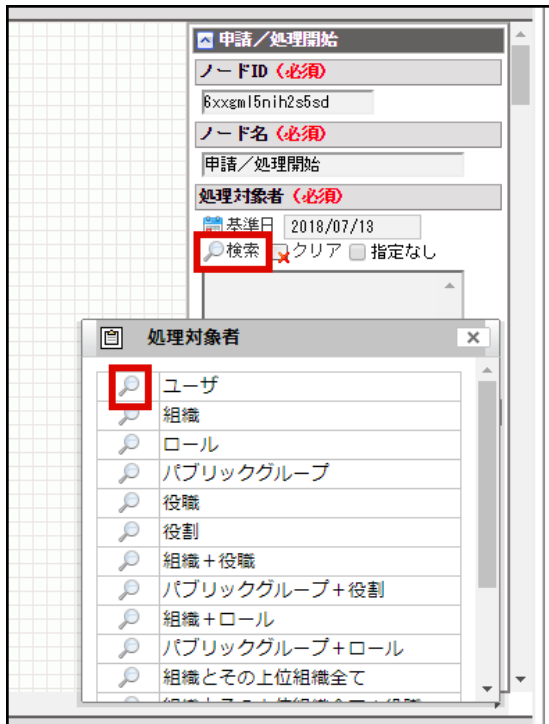 申請／処理開始
ノードID（必須）
6xxgml5nih2s5sd
ノード名（必須）
申請／処理開始
処理対象者（必須）
基準日 2018/07/13
検索 クリア 指定なし
処理対象者
ユーザ
組織
ロール
パブリックグループ
役職
役割
組織＋役職
パブリックグループ＋役割
組織＋ロール
パブリックグループ＋ロール
組織とその上位組織全て